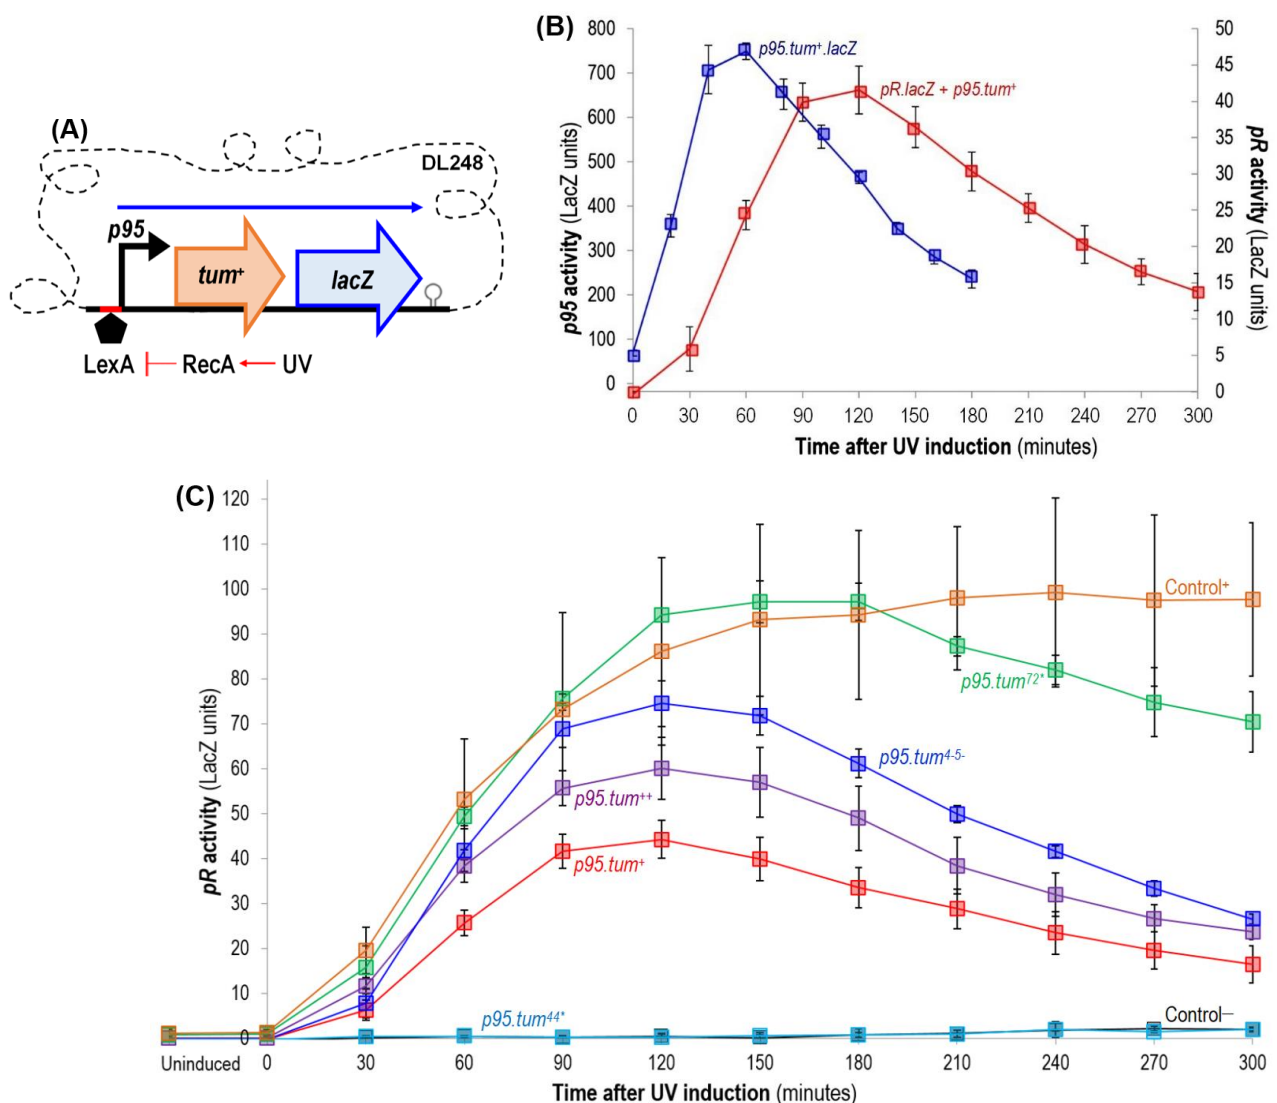 (A)
DL248
p95
tum⁺
lacZ
LexA
RecA
UV
(B)
800
700
600
500
400
300
200
100
0
p95 activity (LacZ units)
50
45
40
35
30
25
20
15
10
5
0
pR activity (LacZ units)
p95.tum⁺.lacZ
pR.lacZ + p95.tum⁺
0 30 60 90 120 150 180 210 240 270 300
Time after UV induction (minutes)
(C)
120
110
100
90
80
70
60
50
40
30
20
10
0
pR activity (LacZ units)
Control⁺
p95.tum⁷²*
p95.tum⁴⁻⁵⁻
p95.tum⁺⁺
p95.tum⁺
p95.tum⁴⁴*
Control⁻
Uninduced 0 30 60 90 120 150 180 210 240 270 300
Time after UV induction (minutes)